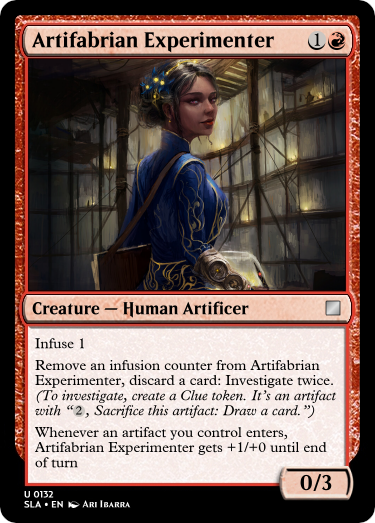 Artifabrian Experimenter 1
Creature — Human Artificer
Infuse 1
Remove an infusion counter from Artifabrian
Experimenter, discard a card: Investigate twice.
(To investigate, create a Clue token. It's an artifact
with “2, Sacrifice this artifact: Draw a card.”)
Whenever an artifact you control enters,
Artifabrian Experimenter gets +1/+0 until end
of turn
0/3
U 0132
SLA • EN Ari Ibarra